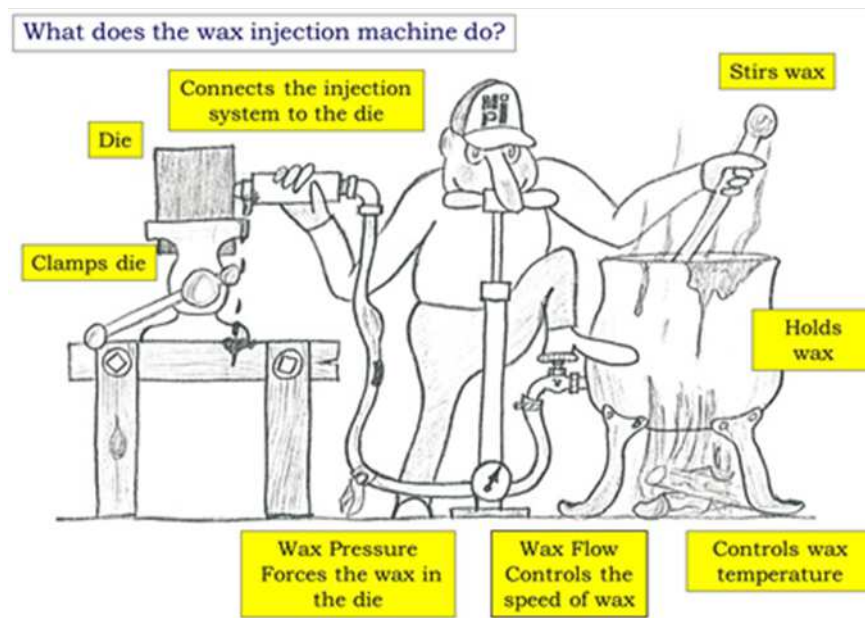 What does the wax injection machine do?
Stirs wax
Connects the injection
system to the die
Die
Clamps die
Holds
wax
Wax Pressure
Forces the wax in
the die
Wax Flow
Controls the
speed of wax
Controls wax
temperature